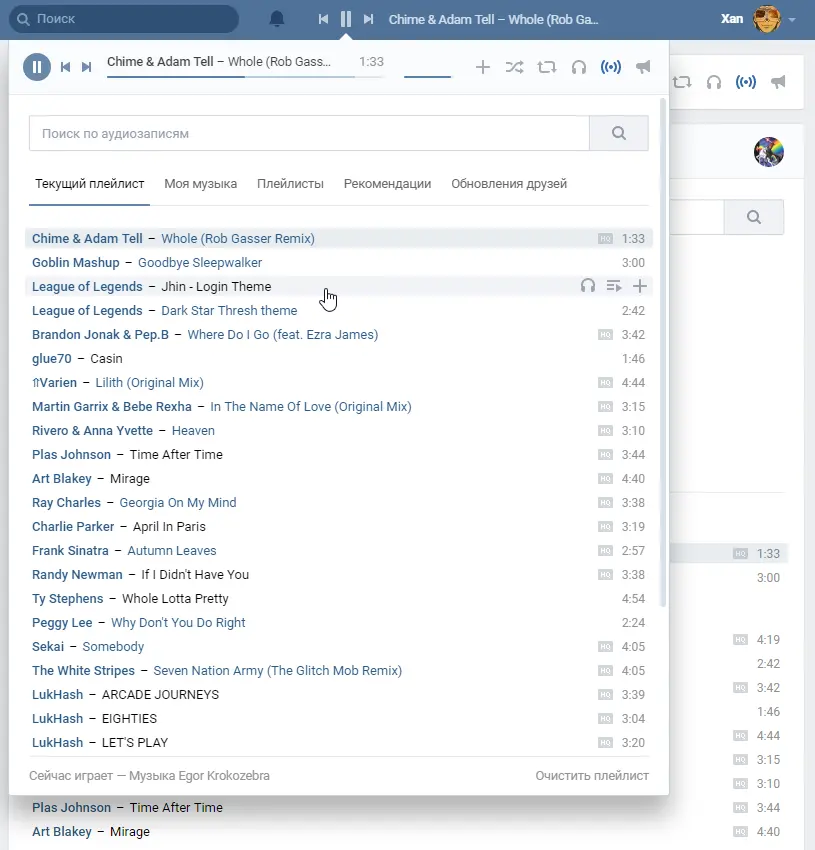 Поиск
Chime & Adam Tell – Whole (Rob Ga...
Xan
Chime & Adam Tell – Whole (Rob Gass...
1:33
Поиск по аудиозаписям
Текущий плейлист Моя музыка Плейлисты Рекомендации Обновления друзей
Chime & Adam Tell – Whole (Rob Gasser Remix) HQ 1:33
Goblin Mashup – Goodbye Sleepwalker 3:00
League of Legends – Jhin - Login Theme
League of Legends – Dark Star Thresh theme 2:42
Brandon Jonak & Pep.B – Where Do I Go (feat. Ezra James) HQ 3:42
glue70 – Casin 1:46
⇑Varien – Lilith (Original Mix) HQ 4:44
Martin Garrix & Bebe Rexha – In The Name Of Love (Original Mix) HQ 3:15
Rivero & Anna Yvette – Heaven HQ 3:10
Plas Johnson – Time After Time HQ 3:44
Art Blakey – Mirage HQ 4:40
Ray Charles – Georgia On My Mind HQ 3:38
Charlie Parker – April In Paris HQ 3:19
Frank Sinatra – Autumn Leaves HQ 2:57
Randy Newman – If I Didn't Have You HQ 3:38
Ty Stephens – Whole Lotta Pretty 4:54
Peggy Lee – Why Don't You Do Right 2:24
Sekai – Somebody HQ 4:05
The White Stripes – Seven Nation Army (The Glitch Mob Remix) HQ 4:05
LukHash – ARCADE JOURNEYS HQ 3:39
LukHash – EIGHTIES HQ 3:04
LukHash – LET'S PLAY HQ 3:20
Сейчас играет — Музыка Egor Krokozebra Очистить плейлист
HQ 1:33
3:00
HQ 4:19
2:42
HQ 3:42
1:46
HQ 4:44
HQ 3:15
HQ 3:10
Plas Johnson – Time After Time HQ 3:44
Art Blakey – Mirage HQ 4:40